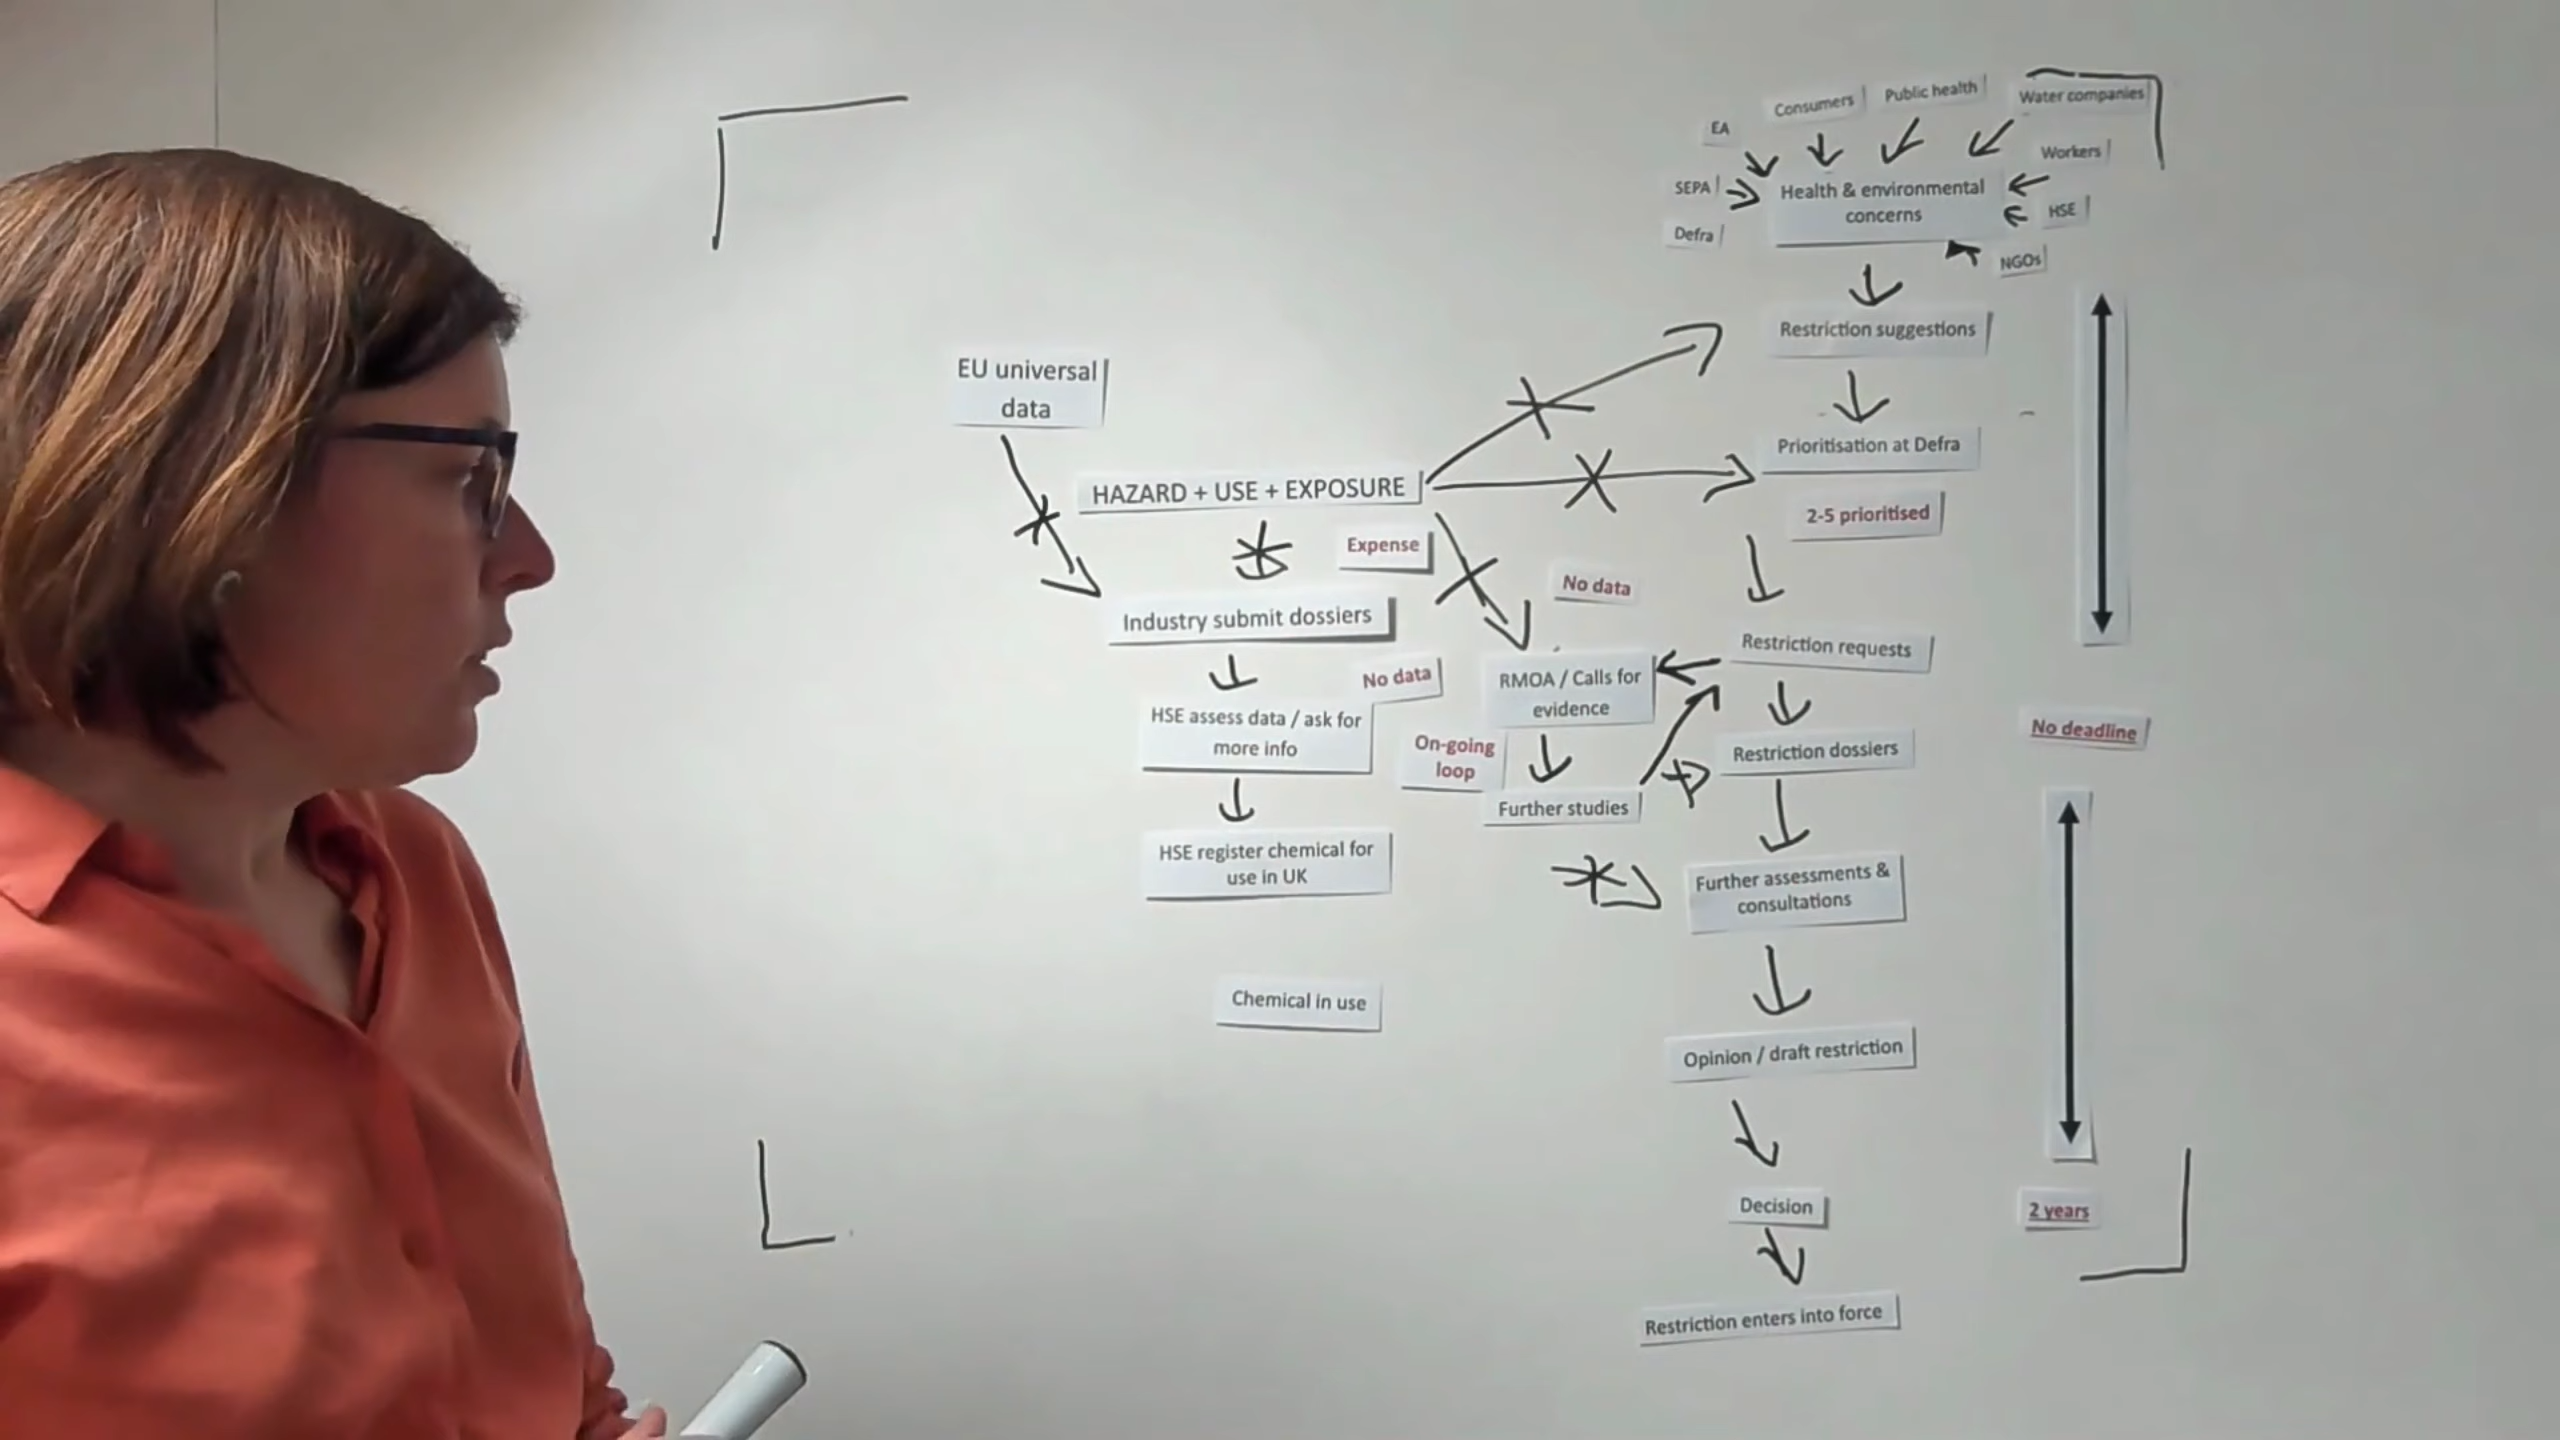 Consumers
Public health
Water companies
EA
Workers
SEPA
Health & environmental
concerns
HSE
Defra
NGOs
Restriction suggestions
EU universal
data
Prioritisation at Defra
HAZARD + USE + EXPOSURE
2-5 prioritised
Expense
No data
Industry submit dossiers
Restriction requests
No data
RMOA / Calls for
evidence
HSE assess data / ask for
more info
No deadline
On-going
loop
Restriction dossiers
Further studies
HSE register chemical for
use in UK
Further assessments &
consultations
Chemical in use
Opinion / draft restriction
Decision
2 years
Restriction enters into force